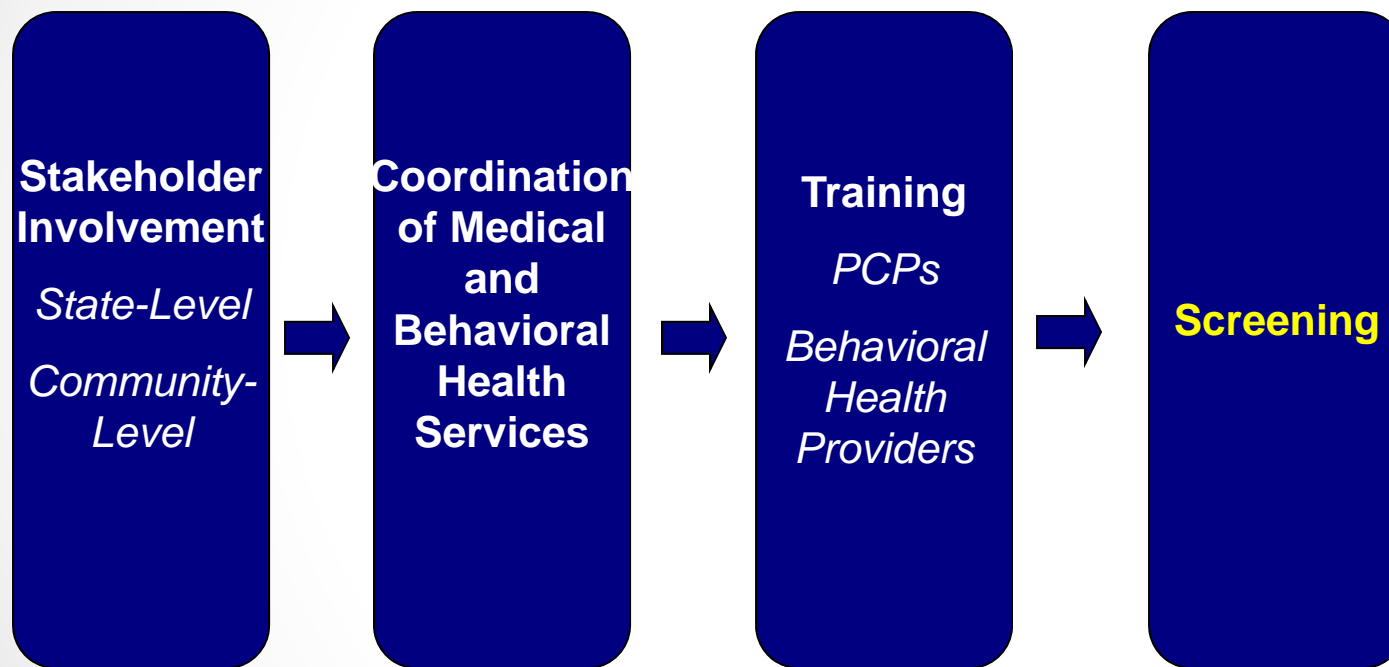 Stakeholder
Involvement
State-Level
Community-
Level
Coordination
of Medical
and
Behavioral
Health
Services
Training
PCPs
Behavioral
Health
Providers
Screening